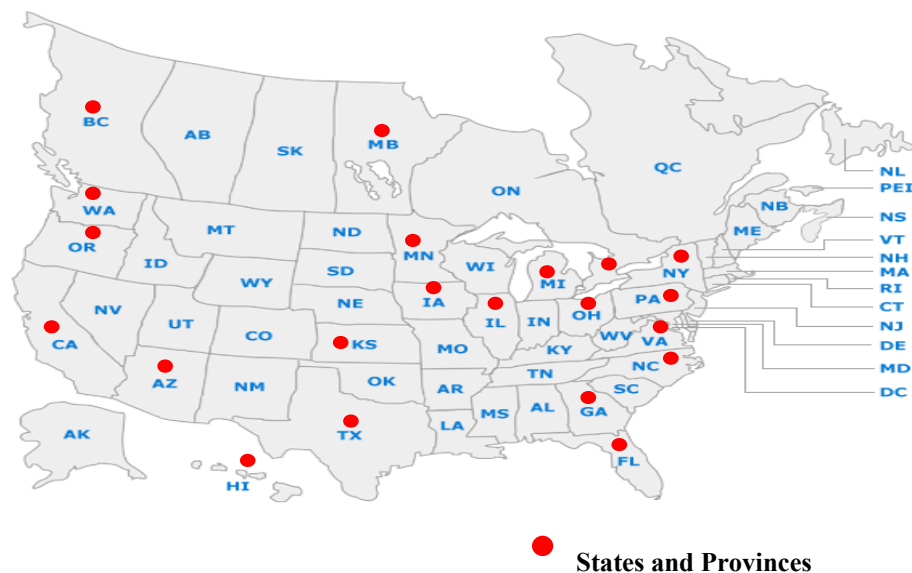 BC
AB
SK
MB
ON
QC
NL
PEI
NB
NS
WA
MT
ND
MN
ME
VT
OR
ID
SD
WI
MI
NY
NH
MA
WY
RI
NV
NE
IA
PA
CT
UT
CO
IL
IN
OH
NJ
CA
KS
MO
WV
VA
DE
KY
MD
AZ
NM
OK
TN
NC
DC
AR
SC
TX
LA
MS
AL
GA
AK
FL
HI
States and Provinces